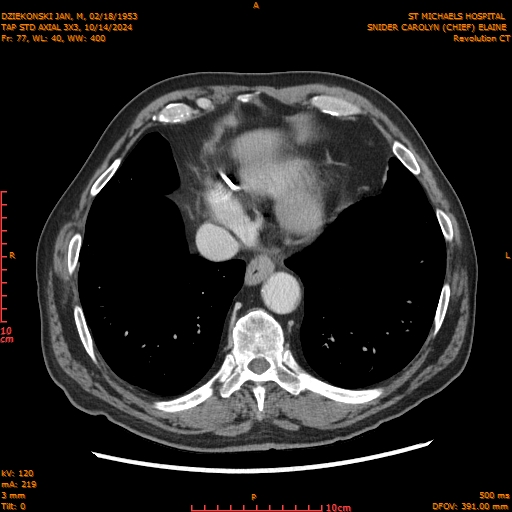 A
DZIEKONSKI JAN, M, 02/18/1953
TAP STD AXIAL 3X3, 10/14/2024
Fr: 77, WL: 40, WW: 400
ST MICHAELS HOSPITAL
SNIDER CAROLYN (CHIEF) ELAINE
Revolution CT
R
L
10
cm
kV: 120
mA: 219
3 mm
Tilt: 0
P
10cm
500 ms
DFOV: 391.00 mm